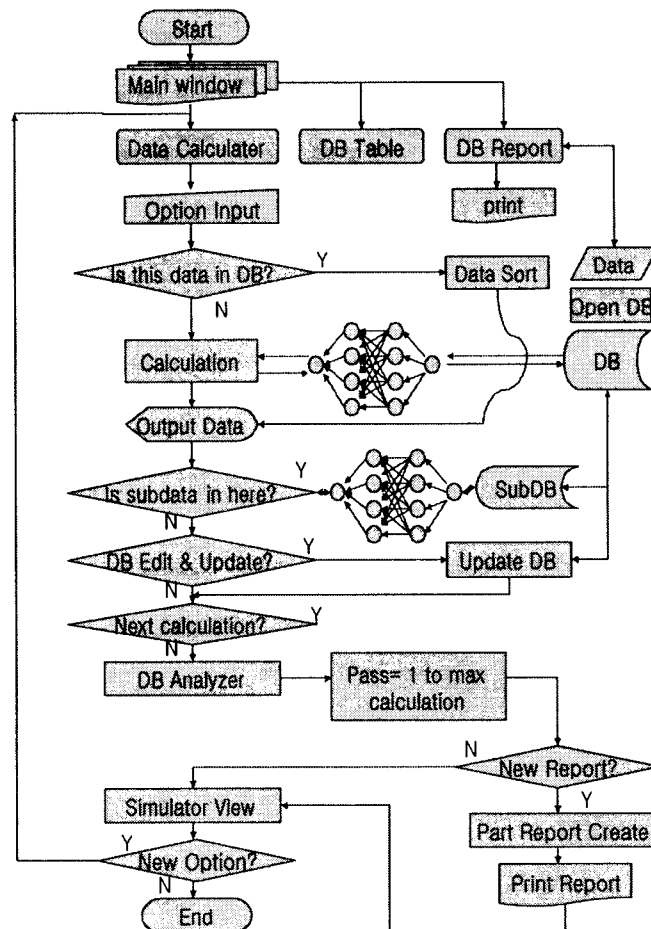 Start
Main window
Data Calculater
DB Table
DB Report
Option Input
print
Is this data in DB?
Y
Data Sort
Data
N
Open DB
Calculation
DB
Output Data
Y
Is subdata in here?
SubDB
N
DB Edit & Update?
Y
Update DB
N
Next calculation?
Y
N
DB Analyzer
Pass= 1 to max
calculation
N
New Report?
Y
Simulator View
Part Report Create
Y
New Option?
N
Print Report
End